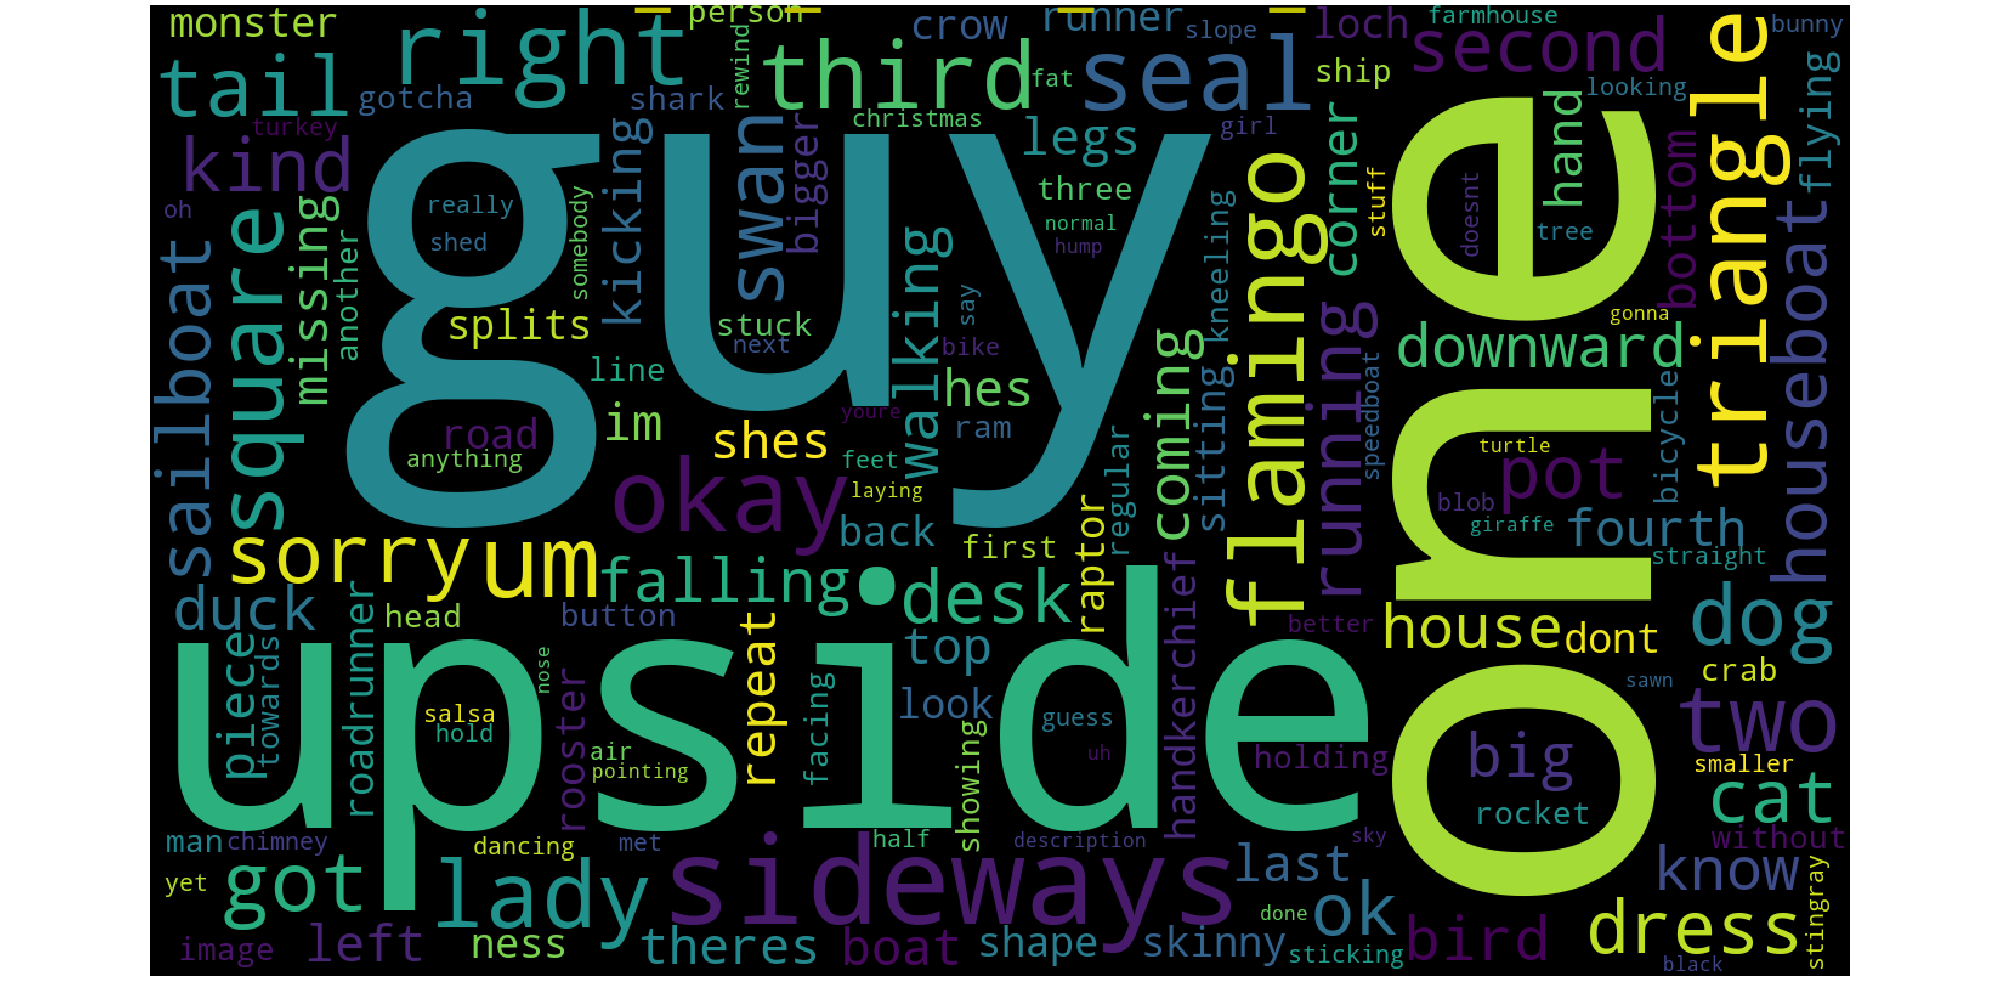 monster
person
crow
runner
slope
loch
farmhouse
bunny
tail
right
third
seal
second
gotcha
shark
rewind
fat
ship
looking
triangle
flying
turkey
christmas
girl
kind
kicking
swan
bigger
legs
flamingo
corner
hand
bottom
houseboat
oh
really
somebody
three
stuff
doesnt
tree
shed
normal
hump
sailboat
square
missing
another
guy
one
splits
stuck
next
say
walking
kneeling
gonna
line
bike
downward
road
im
shes
youre
hes
ram
coming
sitting
running
speedboat
turtle
bicycle
anything
okay
feet
laying
regular
pot
blob
giraffe
fourth
straight
back
first
raptor
sorry
um
falling
desk
handkerchief
duck
head
button
repeat
top
better
house
dont
dog
piece
towards
roadrunner
nose
rooster
crab
sawn
upside
salsa
hold
look
guess
two
air
pointing
facing
showing
uh
holding
big
smaller
rocket
cat
man
chimney
dancing
met
half
description
sky
without
yet
got
lady
sideways
last
know
stingray
done
ok
dress
image
left
ness
theres
boat
shape
skinny
sticking
bird
black